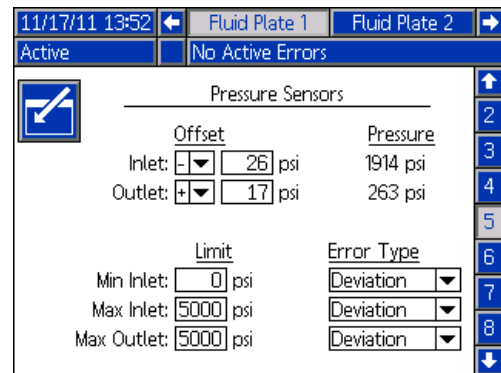 11/17/11 13:52 Fluid Plate 1 Fluid Plate 2
Active No Active Errors
Pressure Sensors
Offset Pressure
Inlet: - 26 psi 1914 psi
Outlet: + 17 psi 263 psi
Limit Error Type
Min Inlet: 0 psi Deviation
Max Inlet: 5000 psi Deviation
Max Outlet: 5000 psi Deviation
2
3
4
5
6
7
8